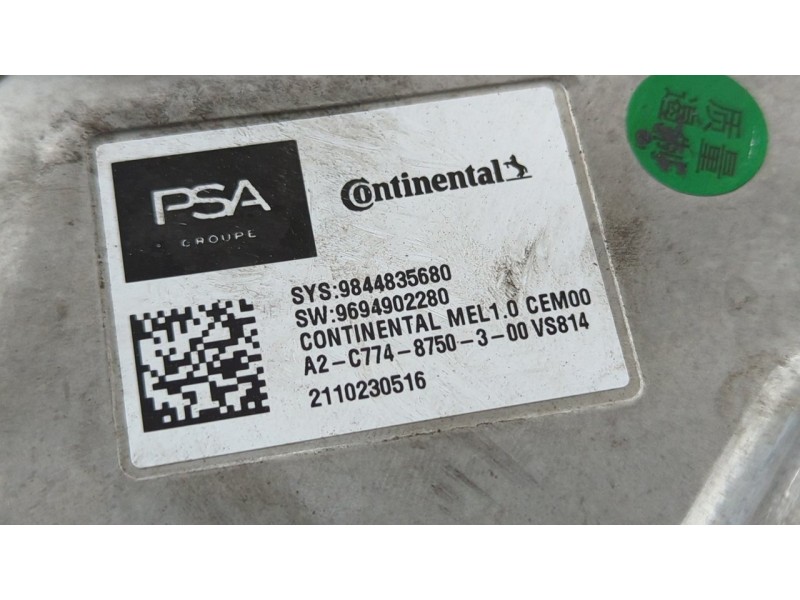 PSA
GROUPE
Continental
SYS:9844835680
SW:9694902280
CONTINENTAL MEL1.0 CEM00
A2-C774-8750-3-00 VS814
2110230516
质量